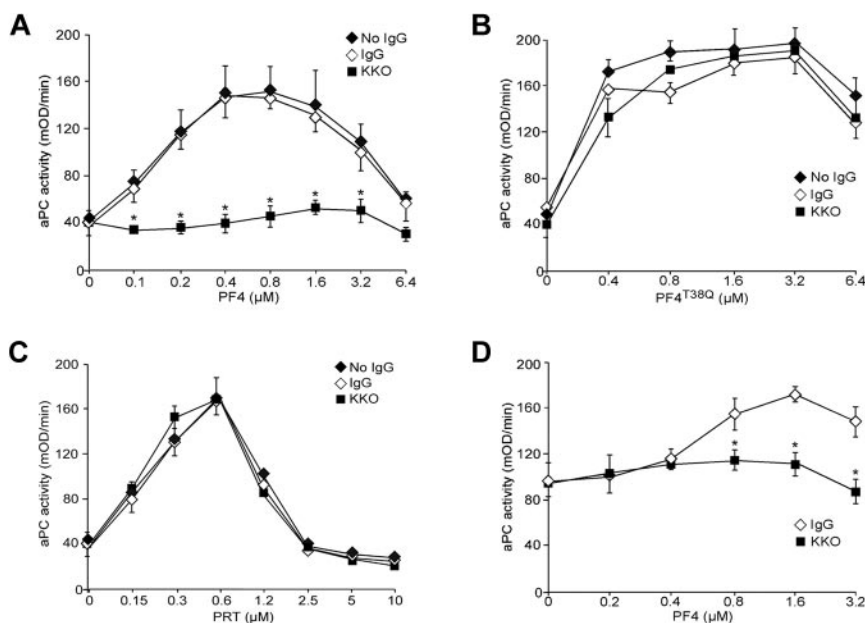 A
aPC activity (mOD/min)
200
160
120
80
40
0
No IgG
IgG
KKO
*
*
*
*
*
*
0
0.1
0.2
0.4
0.8
1.6
3.2
6.4
PF4 (µM)
B
aPC activity (mOD/min)
200
160
120
80
40
0
No IgG
IgG
KKO
0
0.4
0.8
1.6
3.2
6.4
PF4T38Q (µM)
C
aPC activity (mOD/min)
200
160
120
80
40
0
No IgG
IgG
KKO
0
0.15
0.3
0.6
1.2
2.5
5
10
PRT (µM)
D
aPC activity (mOD/min)
200
160
120
80
40
0
*
*
*
IgG
KKO
0
0.2
0.4
0.8
1.6
3.2
PF4 (µM)